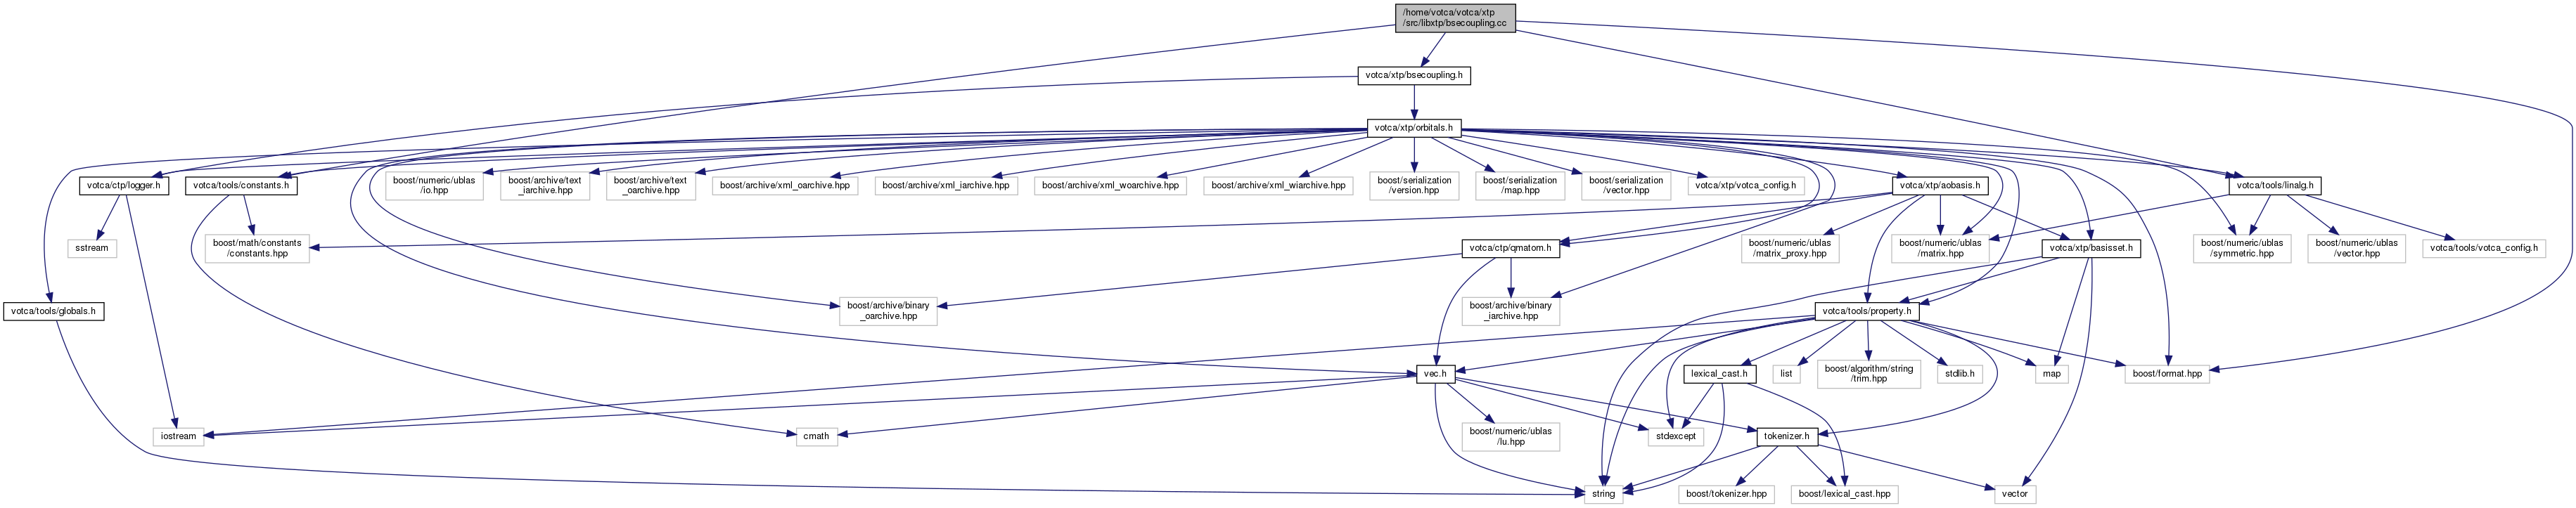 /home/votca/votca/xtp
/src/libxtp/bsecoupling.cc
votca/xtp/bsecoupling.h
votca/xtp/orbitals.h
votca/ctp/logger.h
votca/tools/constants.h
boost/numeric/ublas
/io.hpp
boost/archive/text
_iarchive.hpp
boost/archive/text
_oarchive.hpp
boost/archive/xml_oarchive.hpp
boost/archive/xml_iarchive.hpp
boost/archive/xml_woarchive.hpp
boost/archive/xml_wiarchive.hpp
boost/serialization
/version.hpp
boost/serialization
/map.hpp
boost/serialization
/vector.hpp
votca/xtp/votca_config.h
votca/xtp/aobasis.h
votca/tools/linalg.h
sstream
boost/math/constants
/constants.hpp
votca/ctp/qmatom.h
boost/numeric/ublas
/matrix_proxy.hpp
boost/numeric/ublas
/matrix.hpp
votca/xtp/basisset.h
boost/numeric/ublas
/symmetric.hpp
boost/numeric/ublas
/vector.hpp
votca/tools/votca_config.h
votca/tools/globals.h
boost/archive/binary
_oarchive.hpp
boost/archive/binary
_iarchive.hpp
votca/tools/property.h
vec.h
lexical_cast.h
list
boost/algorithm/string
/trim.hpp
stdlib.h
map
boost/format.hpp
iostream
cmath
boost/numeric/ublas
/lu.hpp
stdexcept
tokenizer.h
string
boost/tokenizer.hpp
boost/lexical_cast.hpp
vector